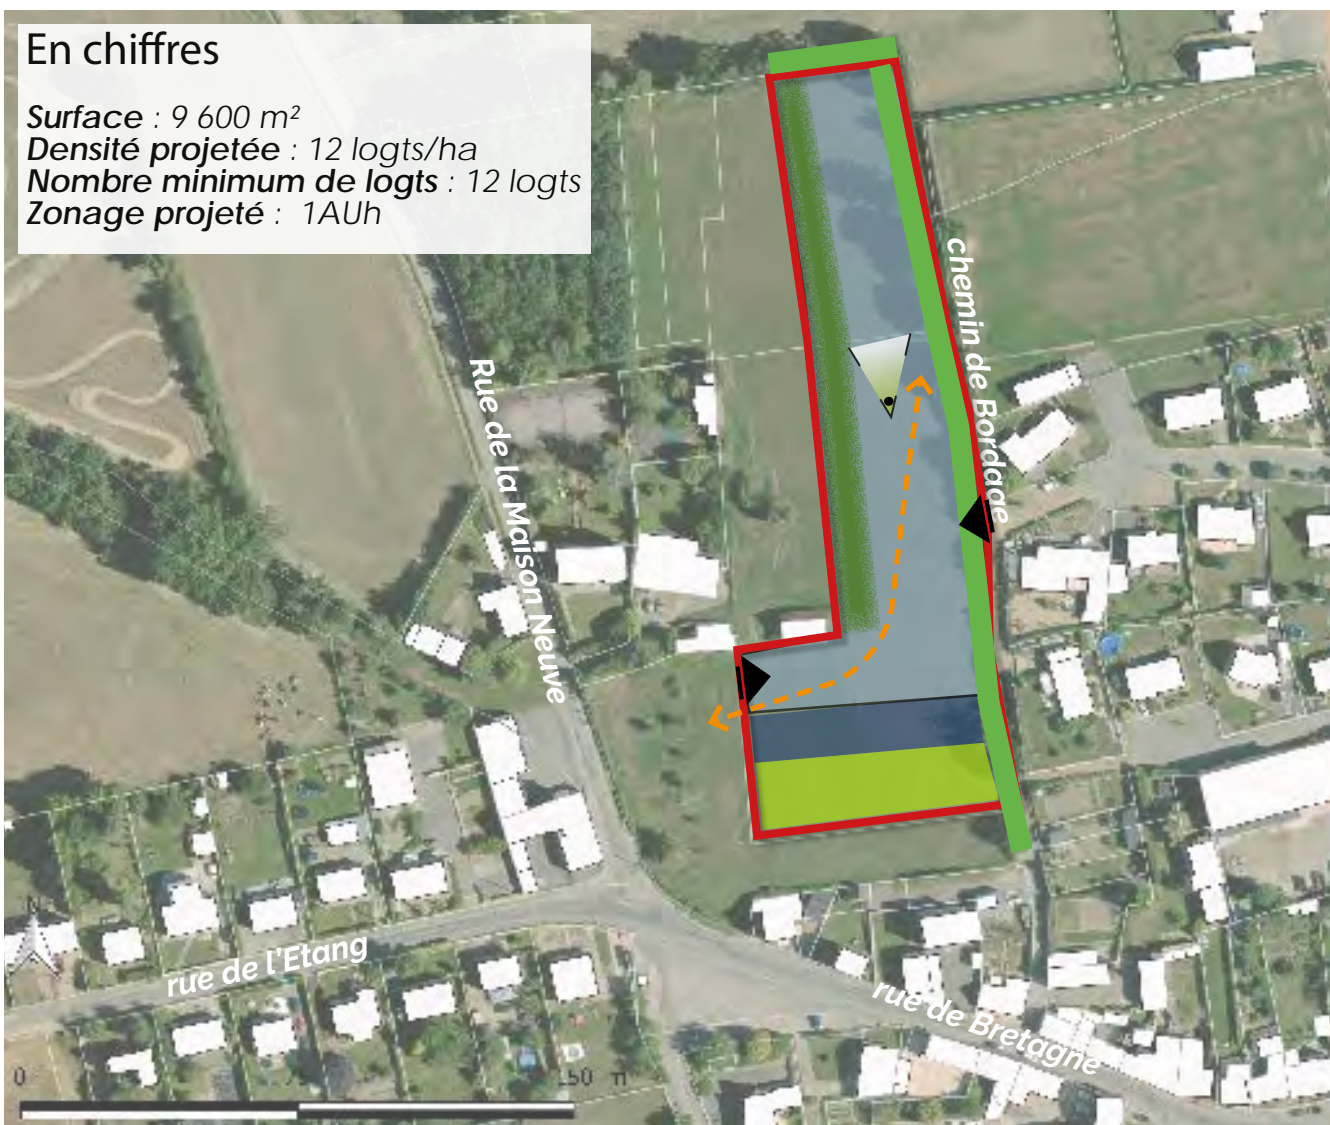 En chiffres
Surface : 9 600 m²
Densité projetée : 12 logts/ha
Nombre minimum de logts : 12 logts
Zonage projeté : 1AUh
chemin de Bordage
Rue de la Maison Neuve
rue de l'Etang
rue de Bretagne
N
0